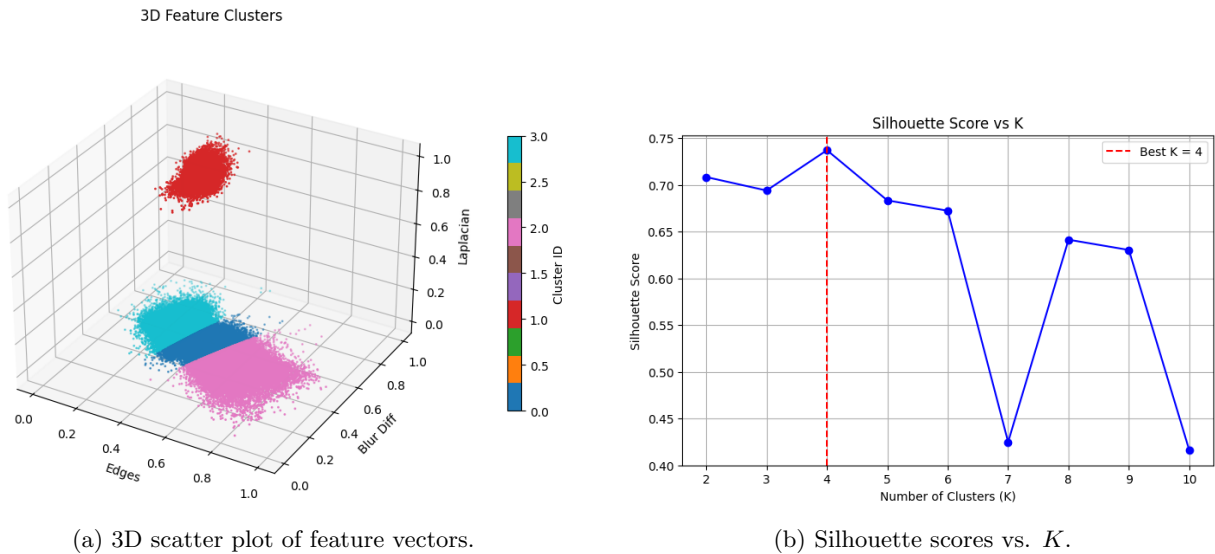 3D Feature Clusters
1.0
0.8
0.6
0.4
0.2
0.0
Laplacian
0.0
0.2
0.4
0.6
0.8
1.0
Edges
0.0
0.2
0.4
0.6
0.8
1.0
Blur Diff
3.0
2.5
2.0
1.5
1.0
0.5
0.0
Cluster ID
(a) 3D scatter plot of feature vectors.
Silhouette Score vs K
Best K = 4
0.75
0.70
0.65
0.60
0.55
0.50
0.45
0.40
Silhouette Score
2 3 4 5 6 7 8 9 10
Number of Clusters (K)
(b) Silhouette scores vs. K.